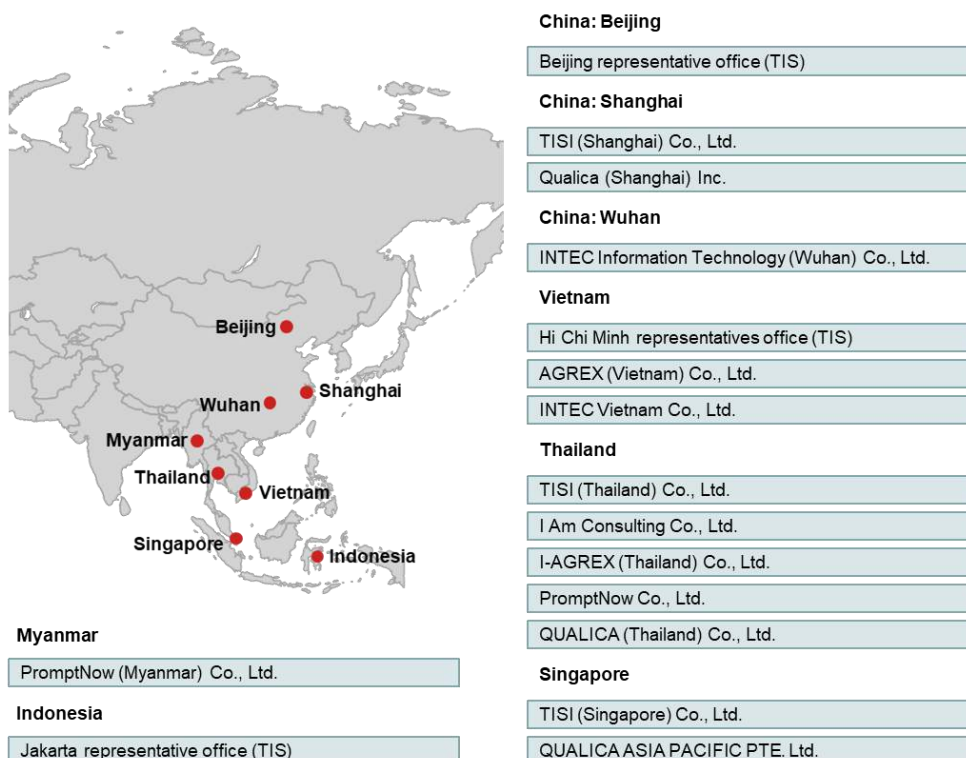 Beijing
Shanghai
Wuhan
Myanmar
Thailand
Vietnam
Singapore
Indonesia
Myanmar
PromptNow (Myanmar) Co., Ltd.
Indonesia
Jakarta representative office (TIS)
China: Beijing
Beijing representative office (TIS)
China: Shanghai
TISI (Shanghai) Co., Ltd.
Qualica (Shanghai) Inc.
China: Wuhan
INTEC Information Technology (Wuhan) Co., Ltd.
Vietnam
Hi Chi Minh representatives office (TIS)
AGREX (Vietnam) Co., Ltd.
INTEC Vietnam Co., Ltd.
Thailand
TISI (Thailand) Co., Ltd.
I Am Consulting Co., Ltd.
I-AGREX (Thailand) Co., Ltd.
PromptNow Co., Ltd.
QUALICA (Thailand) Co., Ltd.
Singapore
TISI (Singapore) Co., Ltd.
QUALICA ASIA PACIFIC PTE. Ltd.